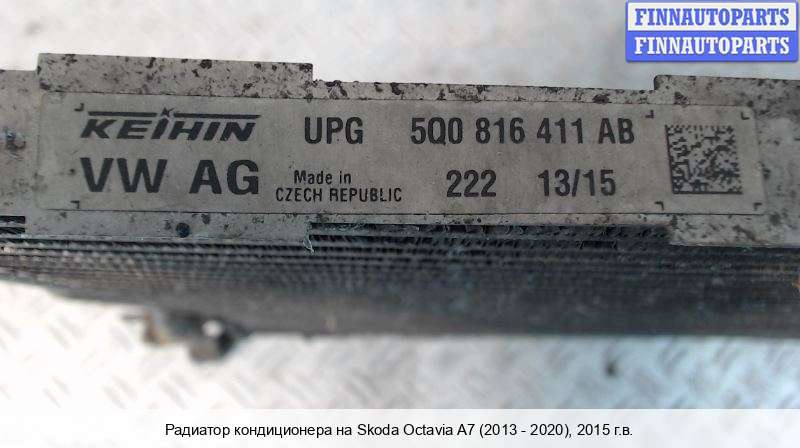 FINNAUTOPARTS
FINNAUTOPARTS
KEIHIN UPG 5Q0 816 411 AB
VW AG Made in CZECH REPUBLIC 222 13/15
Радиатор кондиционера на Skoda Octavia A7 (2013 - 2020), 2015 г.в.